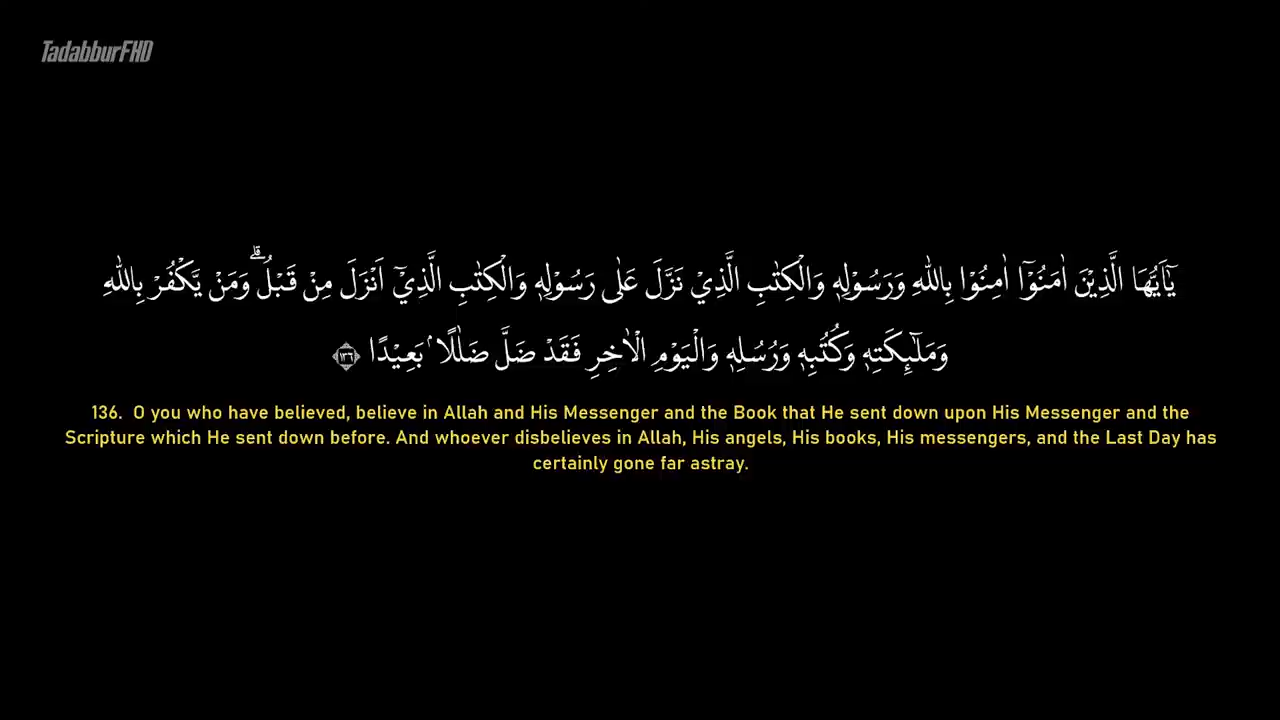 TadabburFHD
يٰٓاَيُّهَا الَّذِيْنَ اٰمَنُوْٓا اٰمِنُوْا بِاللّٰهِ وَرَسُوْلِهٖ وَالْكِتٰبِ الَّذِيْ نَزَّلَ عَلٰى رَسُوْلِهٖ وَالْكِتٰبِ الَّذِيْٓ اَنْزَلَ مِنْ قَبْلُ ۗوَمَنْ يَّكْفُرْ بِاللّٰهِ
وَمَلٰۤىِٕكَتِهٖ وَكُتُبِهٖ وَرُسُلِهٖ وَالْيَوْمِ الْاٰخِرِ فَقَدْ ضَلَّ ضَلٰلًا ۢ بَعِيْدًا ١٣٦
136. O you who have believed, believe in Allah and His Messenger and the Book that He sent down upon His Messenger and the
Scripture which He sent down before. And whoever disbelieves in Allah, His angels, His books, His messengers, and the Last Day has
certainly gone far astray.